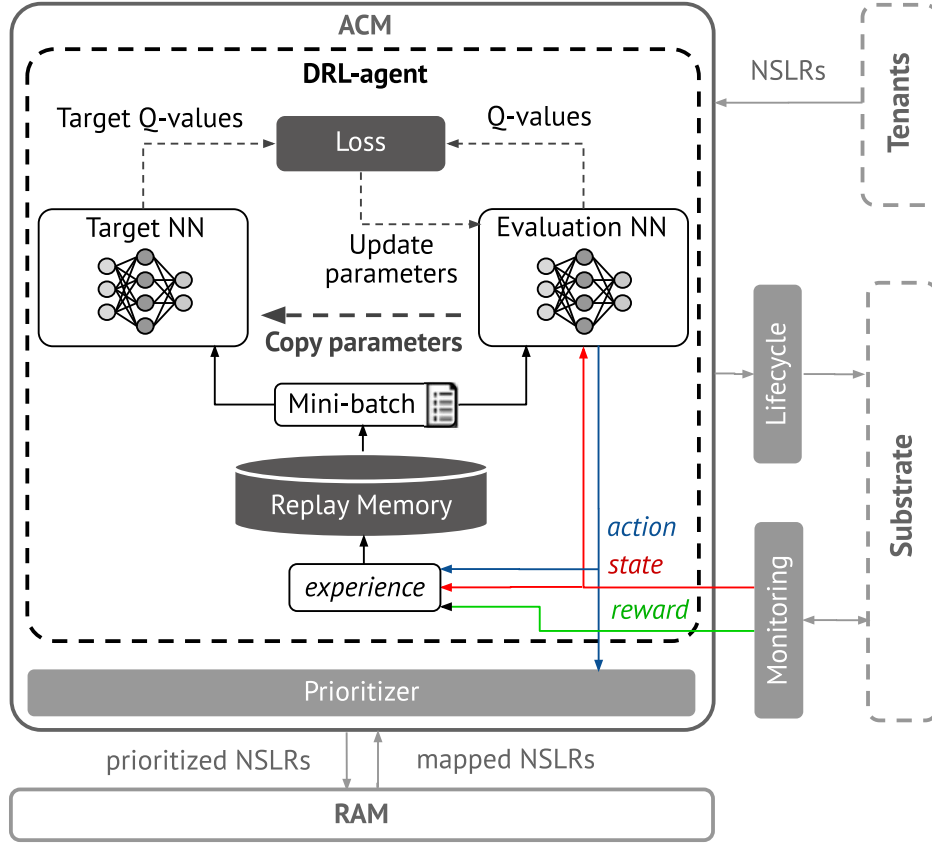 ACM
DRL-agent
NSLRs
Tenants
Target Q-values
Loss
Q-values
Target NN
Evaluation NN
Update
parameters
Copy parameters
Mini-batch
Lifecycle
Substrate
Replay Memory
action
state
experience
reward
Monitoring
Prioritizer
prioritized NSLRs
mapped NSLRs
RAM